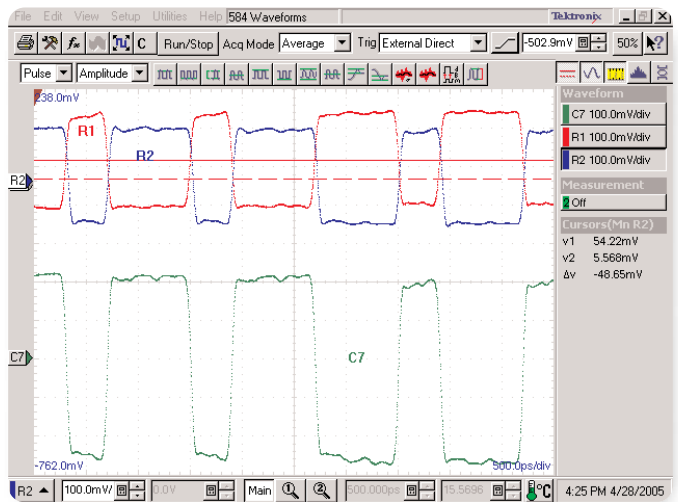 File Edit View Setup Utilities Help 584 Waveforms Tektronix
C Run/Stop Acq Mode Average Trig External Direct -502.9mV 50%
Pulse Amplitude
238.0mV
Waveform
C7 100.0mV/div
R1 100.0mV/div
R2 100.0mV/div
Measurement
2 Off
Cursors(Mn R2)
v1 54.22mV
v2 5.568mV
Δv -48.65mV
R1
R2
R2
C7
C7
-762.0mV 500.0ps/div
R2 100.0mV/ 0.0V Main 500.000ps 15.5696 °C 4:25 PM 4/28/2005